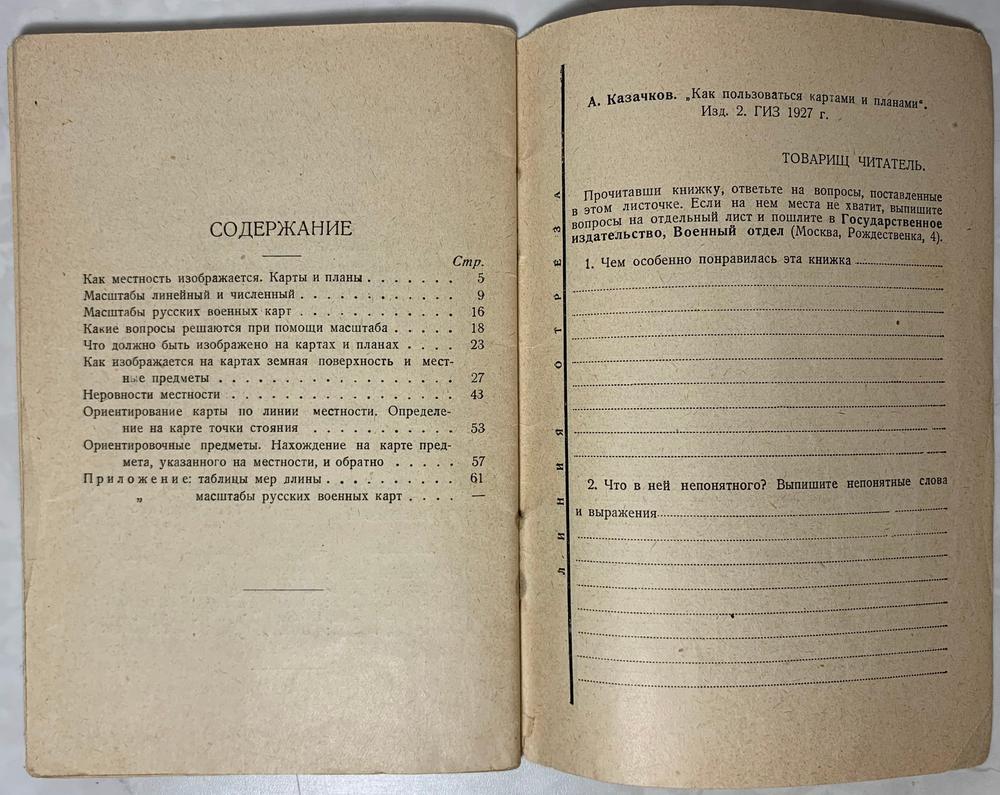 СОДЕРЖАНИЕ
Стр.
Как местность изображается. Карты и планы . . . . . . . 5
Масштабы линейный и численный . . . . . . . . . . . 9
Масштабы русских военных карт . . . . . . . . . . . 16
Какие вопросы решаются при помощи масштаба . . . . . 18
Что должно быть изображено на картах и планах . . . . 23
Как изображается на картах земная поверхность и мест-
ные предметы . . . . . . . . . . . . . . . . . . 27
Неровности местности . . . . . . . . . . . . . . . . . 43
Ориентирование карты по линии местности. Определе-
ние на карте точки стояния . . . . . . . . . . . 53
Ориентировочные предметы. Нахождение на карте пред-
мета, указанного на местности, и обратно . . . . . 57
Приложение: таблицы мер длины . . . . . . . . . . 61
„ масштабы русских военных карт . . . . —
ЛИНИЯ ОТРЕЗА
А. Казачков. „Как пользоваться картами и планами“.
Изд. 2. ГИЗ 1927 г.
ТОВАРИЩ ЧИТАТЕЛЬ.
Прочитавши книжку, ответьте на вопросы, поставленные
в этом листочке. Если на нем места не хватит, выпишите
вопросы на отдельный лист и пошлите в Государственное
издательство, Военный отдел (Москва, Рождественка, 4).
1. Чем особенно понравилась эта книжка
2. Что в ней непонятного? Выпишите непонятные слова
и выражения